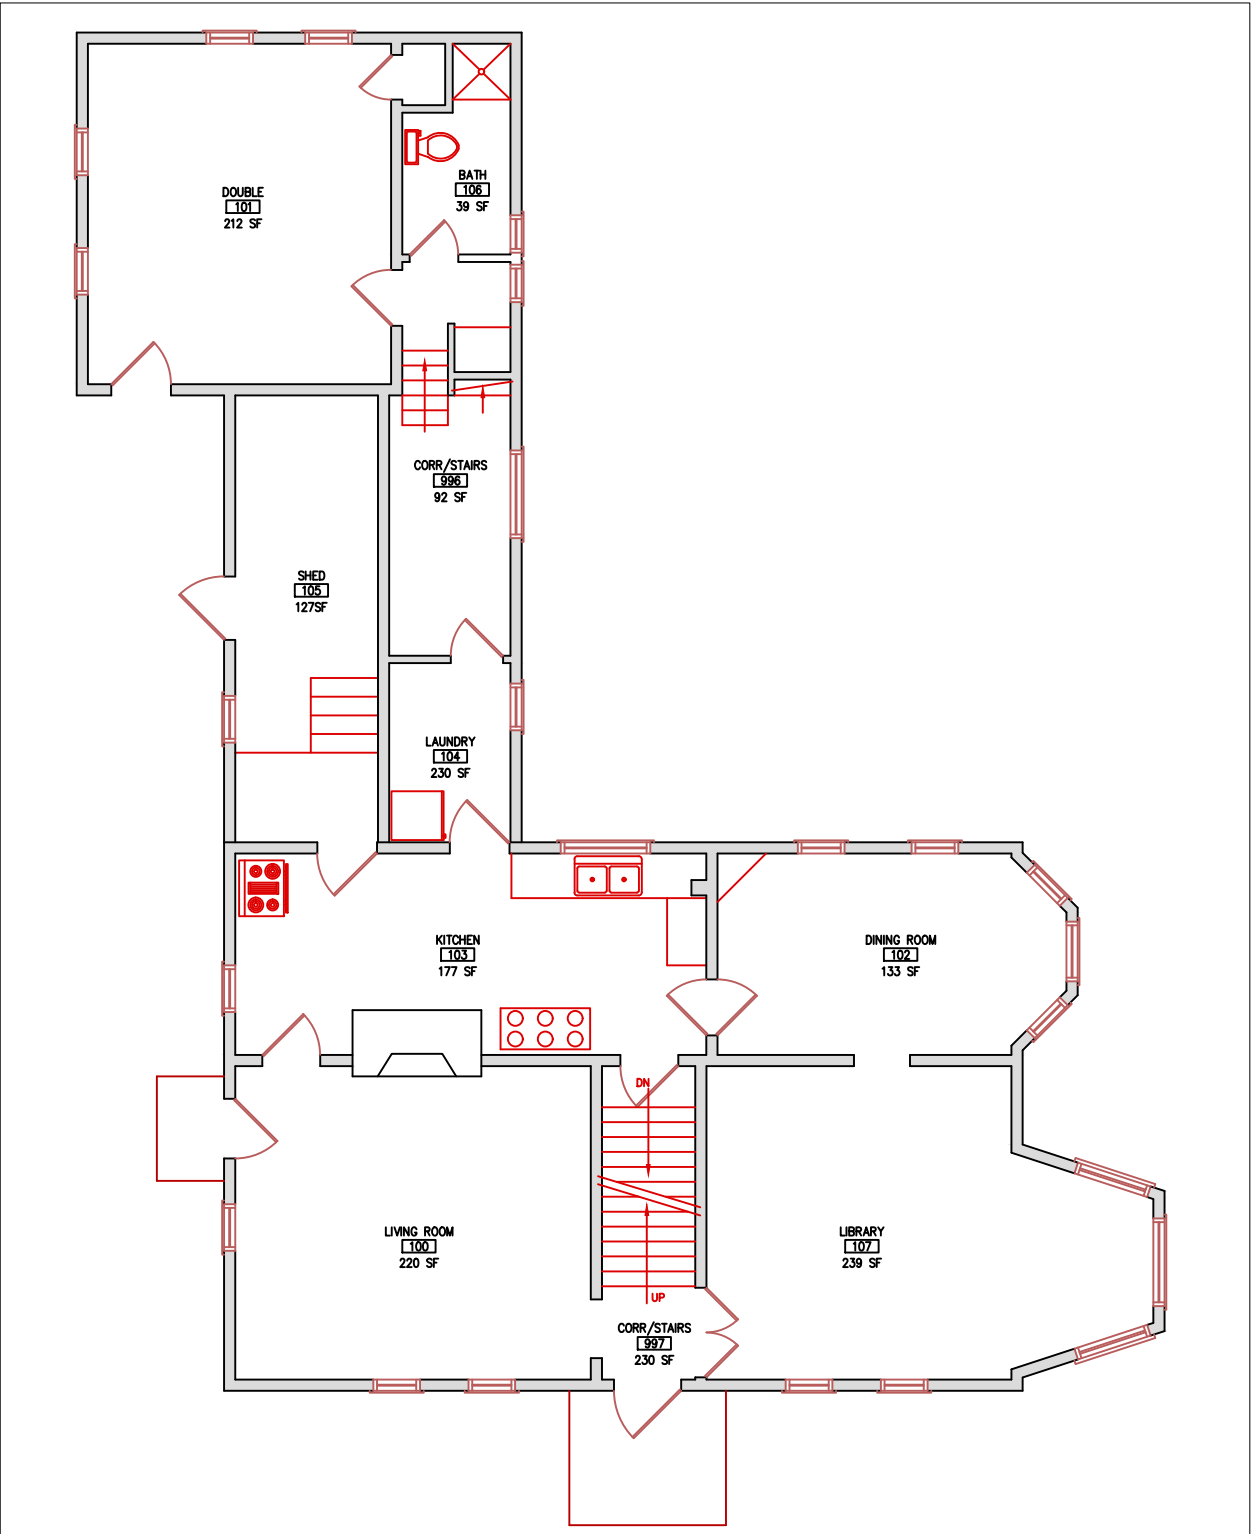 DOUBLE
101
212 SF
BATH
106
39 SF
CORR/STAIRS
996
92 SF
SHED
105
127SF
LAUNDRY
104
230 SF
KITCHEN
103
177 SF
DINING ROOM
102
133 SF
DN
LIVING ROOM
100
220 SF
LIBRARY
107
239 SF
UP
CORR/STAIRS
997
230 SF